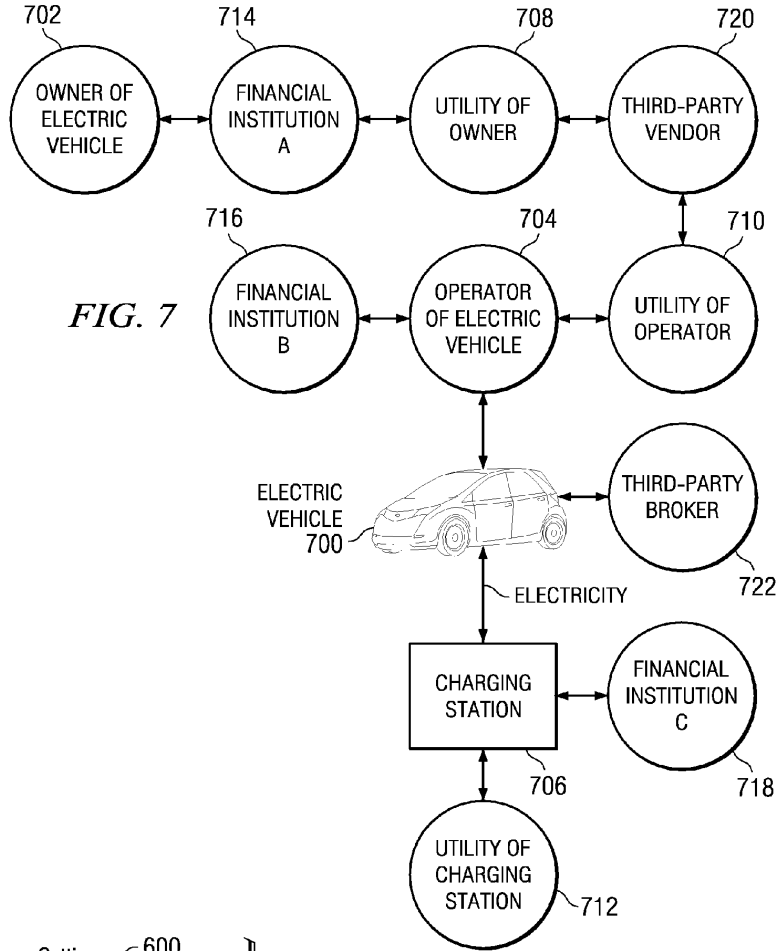 702
714
708
720
OWNER OF
ELECTRIC
VEHICLE
FINANCIAL
INSTITUTION
A
UTILITY OF
OWNER
THIRD-PARTY
VENDOR
716
704
710
FIG. 7
FINANCIAL
INSTITUTION
B
OPERATOR
OF ELECTRIC
VEHICLE
UTILITY OF
OPERATOR
ELECTRIC
VEHICLE
700
THIRD-PARTY
BROKER
722
ELECTRICITY
CHARGING
STATION
706
FINANCIAL
INSTITUTION
C
718
UTILITY OF
CHARGING
STATION
712
600